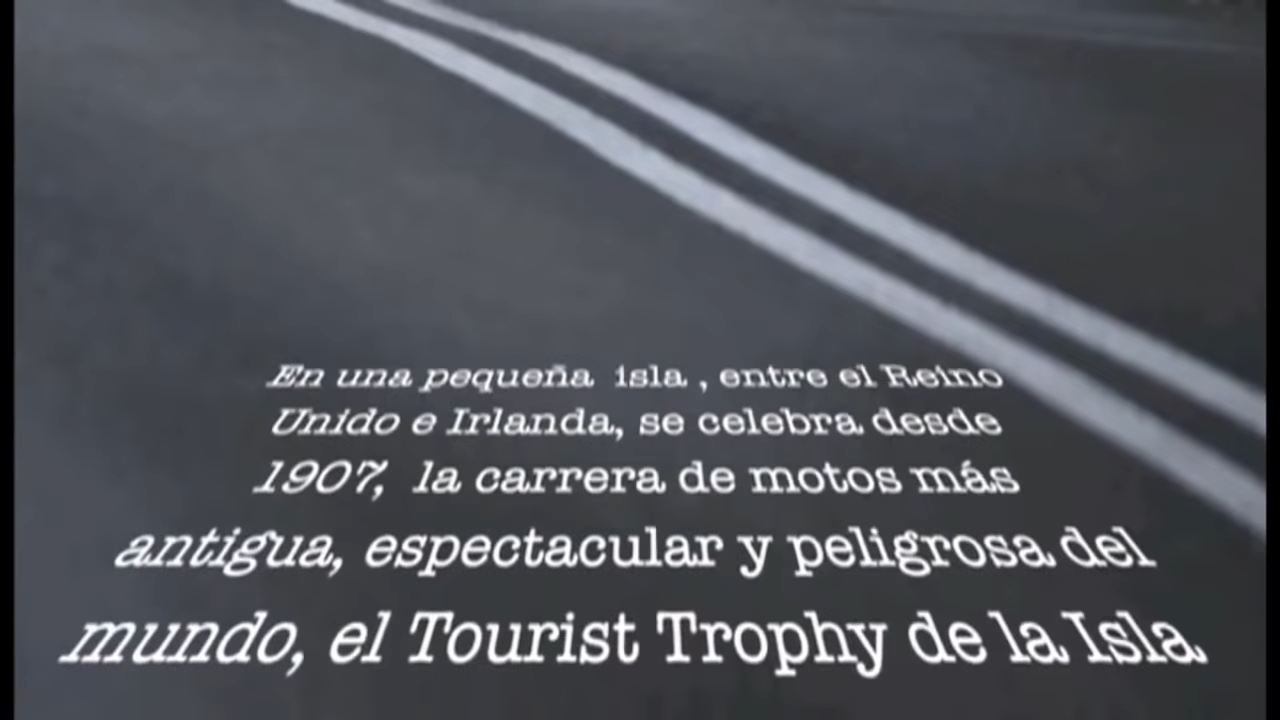 En una pequeña isla , entre el Reino
Unido e Irlanda, se celebra desde
1907, la carrera de motos más
antigua, espectacular y peligrosa del
mundo, el Tourist Trophy de la Isla